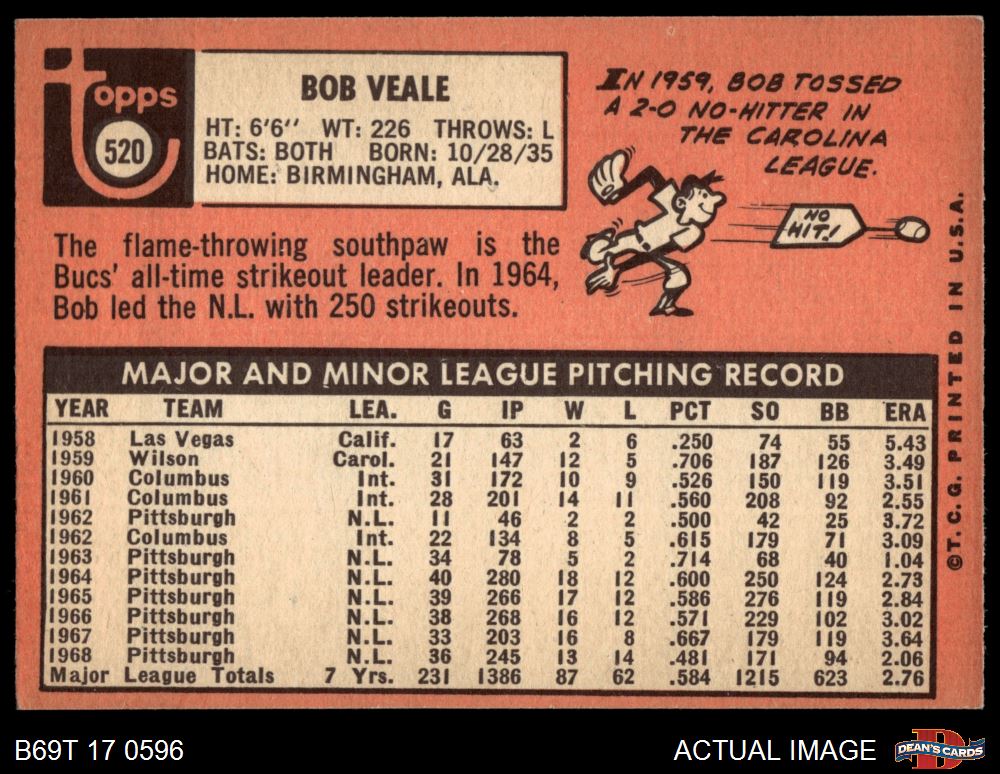 topps
520
BOB VEALE
HT: 6'6" WT: 226 THROWS: L
BATS: BOTH BORN: 10/28/35
HOME: BIRMINGHAM, ALA.
IN 1959, BOB TOSSED
A 2-0 NO-HITTER IN
THE CAROLINA
LEAGUE.
NO
HIT!
The flame-throwing southpaw is the
Bucs' all-time strikeout leader. In 1964,
Bob led the N.L. with 250 strikeouts.
MAJOR AND MINOR LEAGUE PITCHING RECORD
YEAR TEAM LEA. G IP W L PCT SO BB ERA
1958 Las Vegas Calif. 17 63 2 6 .250 74 55 5.43
1959 Wilson Carol. 21 147 12 5 .706 187 126 3.49
1960 Columbus Int. 31 172 10 9 .526 150 119 3.51
1961 Columbus Int. 28 201 14 11 .560 208 92 2.55
1962 Pittsburgh N.L. 11 46 2 2 .500 42 25 3.72
1962 Columbus Int. 22 134 8 5 .615 179 71 3.09
1963 Pittsburgh N.L. 34 78 5 2 .714 68 40 1.04
1964 Pittsburgh N.L. 40 280 18 12 .600 250 124 2.73
1965 Pittsburgh N.L. 39 266 17 12 .586 276 119 2.84
1966 Pittsburgh N.L. 38 268 16 12 .571 229 102 3.02
1967 Pittsburgh N.L. 33 203 16 8 .667 179 119 3.64
1968 Pittsburgh N.L. 36 245 13 14 .481 171 94 2.06
Major League Totals 7 Yrs. 231 1386 87 62 .584 1215 623 2.76
©T.C.G. PRINTED IN U.S.A.
B69T 17 0596
ACTUAL IMAGE
DEAN'S CARDS